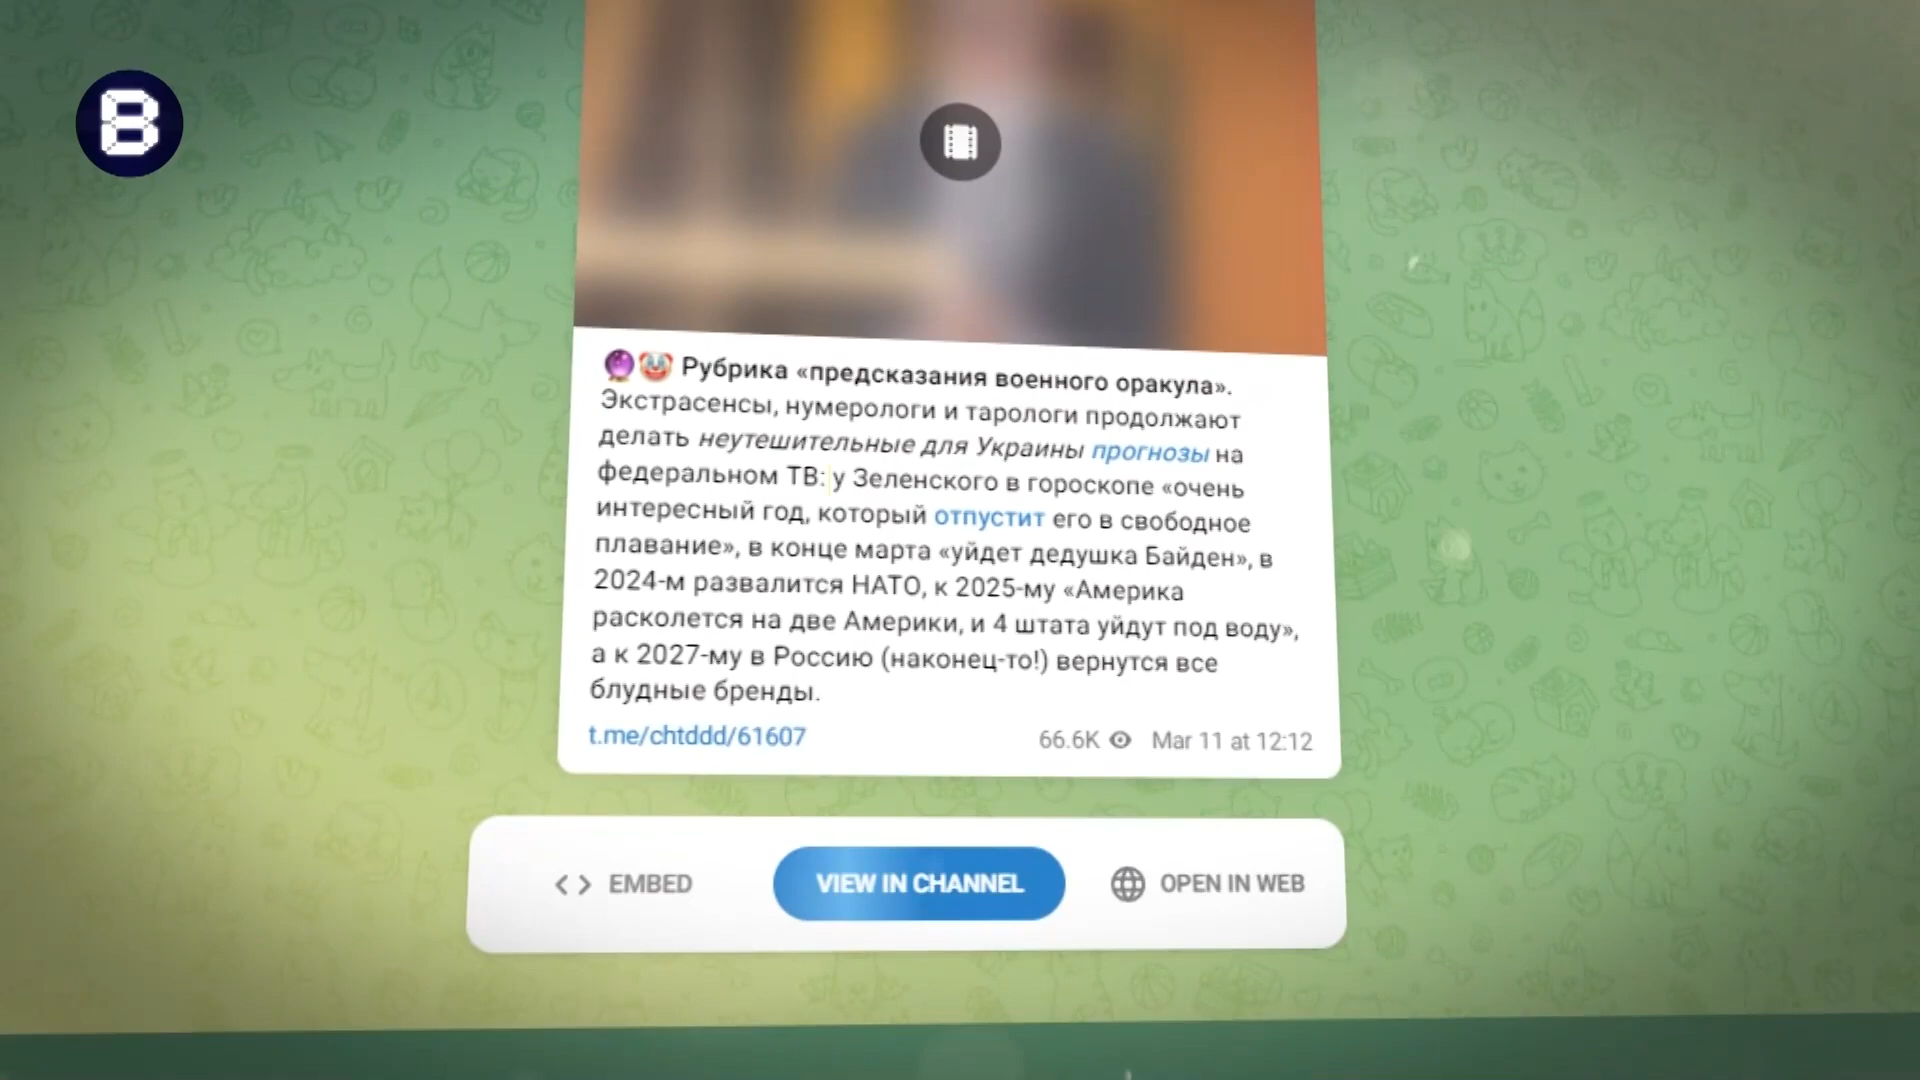 B
🔮🤡 Рубрика «предсказания военного оракула».
Экстрасенсы, нумерологи и тарологи продолжают
делать неутешительные для Украины прогнозы на
федеральном ТВ: у Зеленского в гороскопе «очень
интересный год, который отпустит его в свободное
плавание», в конце марта «уйдет дедушка Байден», в
2024-м развалится НАТО, к 2025-му «Америка
расколется на две Америки, и 4 штата уйдут под воду»,
а к 2027-му в Россию (наконец-то!) вернутся все
блудные бренды.
t.me/chtddd/61607 66.6K Mar 11 at 12:12
EMBED VIEW IN CHANNEL OPEN IN WEB